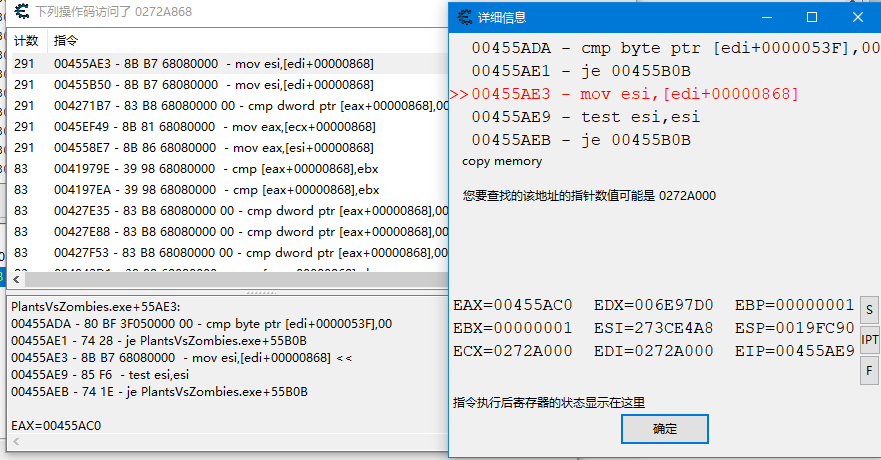 下列操作码访问了 0272A868
计数 指令
291 00455AE3 - 8B B7 68080000 - mov esi,[edi+00000868]
291 00455B50 - 8B B7 68080000 - mov esi,[edi+00000868]
291 004271B7 - 83 B8 68080000 00 - cmp dword ptr [eax+00000868],00
291 0045EF49 - 8B 81 68080000 - mov eax,[ecx+00000868]
291 004558E7 - 8B 86 68080000 - mov eax,[esi+00000868]
83 0041979E - 39 98 68080000 - cmp [eax+00000868],ebx
83 004197EA - 39 98 68080000 - cmp [eax+00000868],ebx
83 00427E35 - 83 B8 68080000 00 - cmp dword ptr [eax+00000868],00
83 00427E88 - 83 B8 68080000 00 - cmp dword ptr [eax+00000868],00
83 00427F53 - 83 B8 68080000 00 - cmp dword ptr [eax+00000868],00
PlantsVsZombies.exe+55AE3:
00455ADA - 80 BF 3F050000 00 - cmp byte ptr [edi+0000053F],00
00455AE1 - 74 28 - je PlantsVsZombies.exe+55B0B
00455AE3 - 8B B7 68080000 - mov esi,[edi+00000868] <<
00455AE9 - 85 F6 - test esi,esi
00455AEB - 74 1E - je PlantsVsZombies.exe+55B0B
EAX=00455AC0
详细信息
00455ADA - cmp byte ptr [edi+0000053F],00
00455AE1 - je 00455B0B
>>00455AE3 - mov esi,[edi+00000868]
00455AE9 - test esi,esi
00455AEB - je 00455B0B
copy memory
您要查找的该地址的指针数值可能是 0272A000
EAX=00455AC0 EDX=006E97D0 EBP=00000001
EBX=00000001 ESI=273CE4A8 ESP=0019FC90
ECX=0272A000 EDI=0272A000 EIP=00455AE9
S
IPT
F
指令执行后寄存器的状态显示在这里
确定